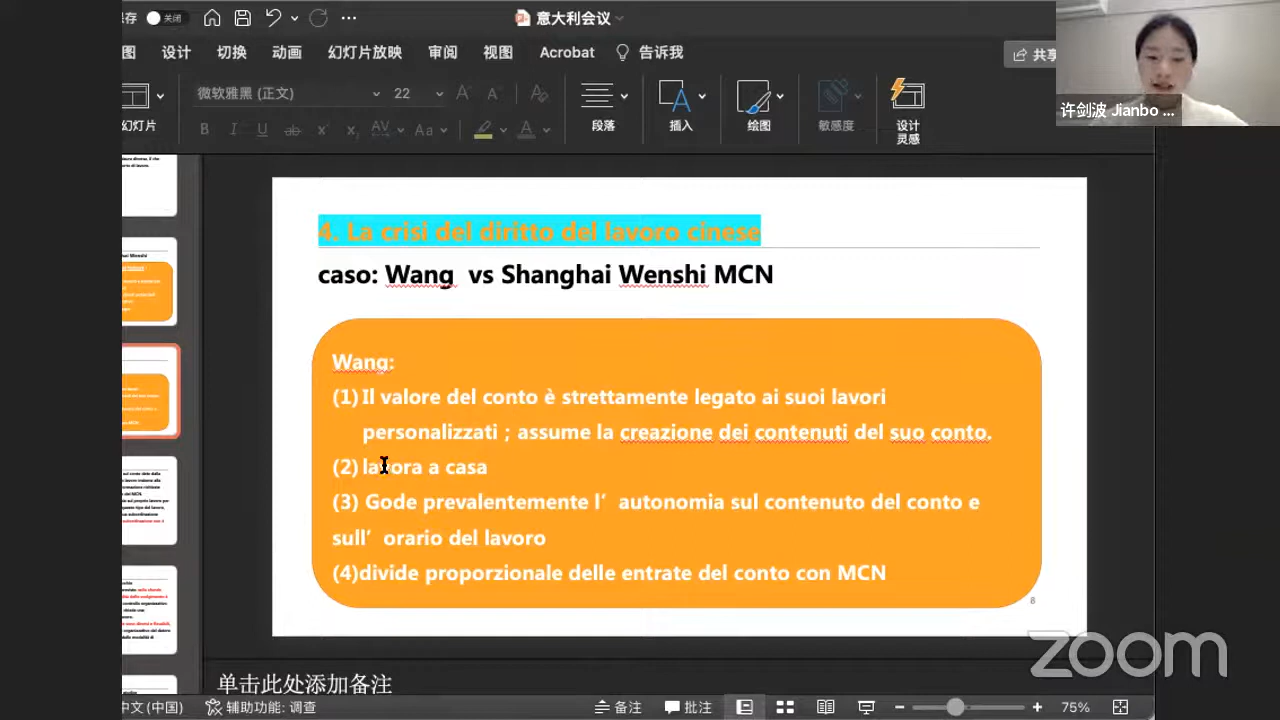 存 关闭 意大利会议
图 设计 切换 动画 幻灯片放映 审阅 视图 Acrobat 告诉我 共享
微软雅黑 (正文) 22
幻灯片 段落 插入 绘图 敏感度 设计
灵感
许剑波 Jianbo ...
4. La crisi del diritto del lavoro cinese
caso: Wang vs Shanghai Wenshi MCN
Wang:
(1) Il valore del conto è strettamente legato ai suoi lavori
personalizzati ; assume la creazione dei contenuti del suo conto.
(2) lavora a casa
(3) Gode prevalentemente l’autonomia sul contenuto del conto e
sull’orario del lavoro
(4)divide proporzionale delle entrate del conto con MCN
8
zoom
单击此处添加备注
中文 (中国) 辅助功能: 调查 备注 批注 75%